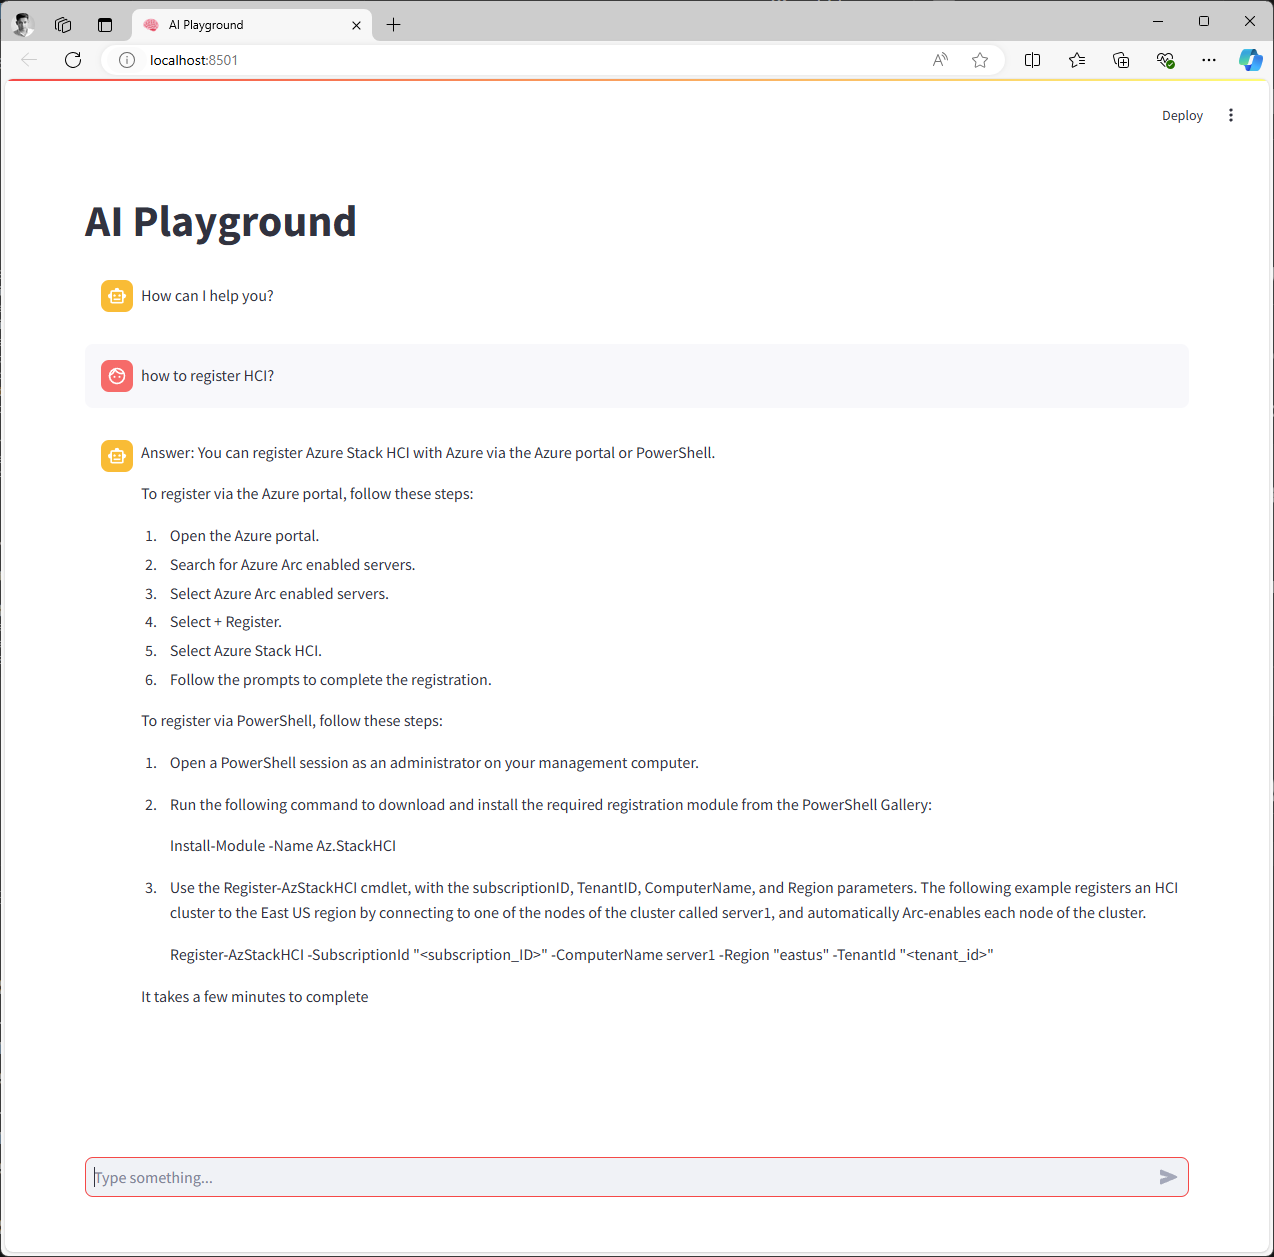 AI Playground
localhost:8501
Deploy
AI Playground
How can I help you?
how to register HCI?
Answer: You can register Azure Stack HCI with Azure via the Azure portal or PowerShell.
To register via the Azure portal, follow these steps:
1. Open the Azure portal.
2. Search for Azure Arc enabled servers.
3. Select Azure Arc enabled servers.
4. Select + Register.
5. Select Azure Stack HCI.
6. Follow the prompts to complete the registration.
To register via PowerShell, follow these steps:
1. Open a PowerShell session as an administrator on your management computer.
2. Run the following command to download and install the required registration module from the PowerShell Gallery:
Install-Module -Name Az.StackHCI
3. Use the Register-AzStackHCI cmdlet, with the subscriptionID, TenantID, ComputerName, and Region parameters. The following example registers an HCI
cluster to the East US region by connecting to one of the nodes of the cluster called server1, and automatically Arc-enables each node of the cluster.
Register-AzStackHCI -SubscriptionId "<subscription_ID>" -ComputerName server1 -Region "eastus" -TenantId "<tenant_id>"
It takes a few minutes to complete
Type something...